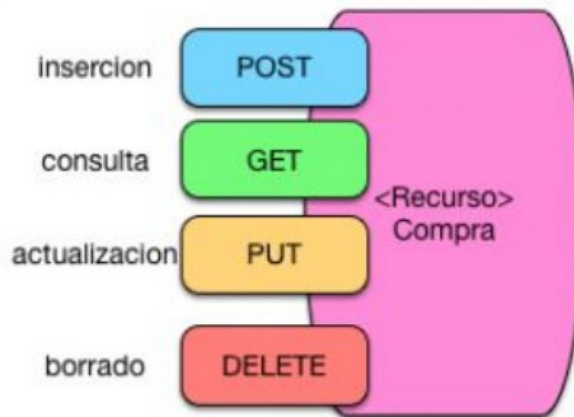 insercion
POST
consulta
GET
<Recurso>
Compra
actualizacion
PUT
borrado
DELETE